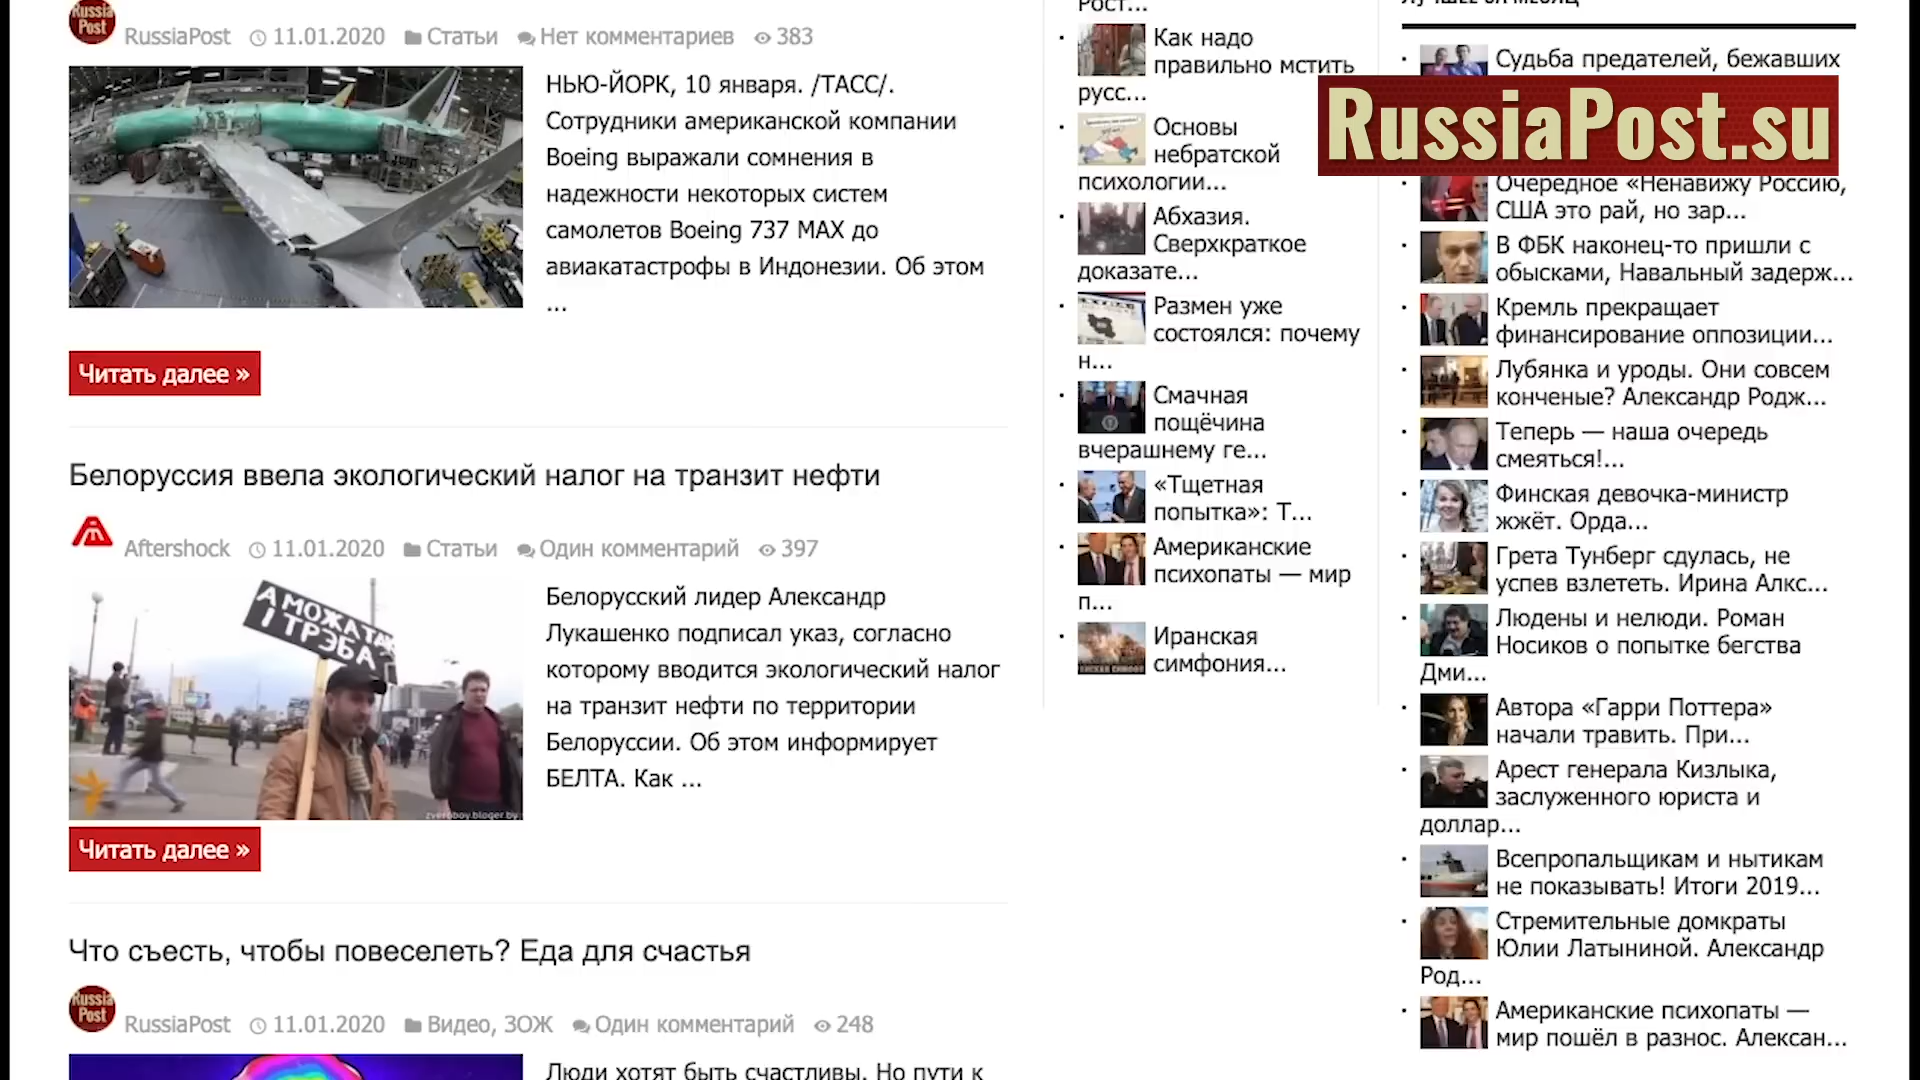 RussiaPost 11.01.2020 Статьи Нет комментариев 383
НЬЮ-ЙОРК, 10 января. /ТАСС/.
Сотрудники американской компании
Boeing выражали сомнения в
надежности некоторых систем
самолетов Boeing 737 MAX до
авиакатастрофы в Индонезии. Об этом
...
Читать далее »
Белоруссия ввела экологический налог на транзит нефти
Aftershock 11.01.2020 Статьи Один комментарий 397
А МОЖА ТАК
І ТРЭБА
Белорусский лидер Александр
Лукашенко подписал указ, согласно
которому вводится экологический налог
на транзит нефти по территории
Белоруссии. Об этом информирует
БЕЛТА. Как ...
zveroboy.bloger.by
Читать далее »
Что съесть, чтобы повеселеть? Еда для счастья
Russia
Post
RussiaPost 11.01.2020 Видео, ЗОЖ Один комментарий 248
Люди хотят быть счастливы. Но пути к
Рост...
Как надо
правильно мстить
русс...
Основы
небратской
психологии...
Абхазия.
Сверхкраткое
доказате...
Размен уже
состоялся: почему
н...
Смачная
пощёчина
вчерашнему ге...
«Тщетная
попытка»: Т...
Американские
психопаты — мир
п...
Иранская
симфония...
Лучшее за месяц
Судьба предателей, бежавших
RussiaPost.su
Очередное «Ненавижу Россию,
США это рай, но зар...
В ФБК наконец-то пришли с
обысками, Навальный задерж...
Кремль прекращает
финансирование оппозиции...
Лубянка и уроды. Они совсем
конченые? Александр Родж...
Теперь — наша очередь
смеяться!...
Финская девочка-министр
жжёт. Орда...
Грета Тунберг сдулась, не
успев взлететь. Ирина Алкс...
Людены и нелюди. Роман
Носиков о попытке бегства
Дми...
Автора «Гарри Поттера»
начали травить. При...
Арест генерала Кизлыка,
заслуженного юриста и
доллар...
Всепропальщикам и нытикам
не показывать! Итоги 2019...
Стремительные домкраты
Юлии Латыниной. Александр
Род...
Американские психопаты —
мир пошёл в разнос. Алексан...